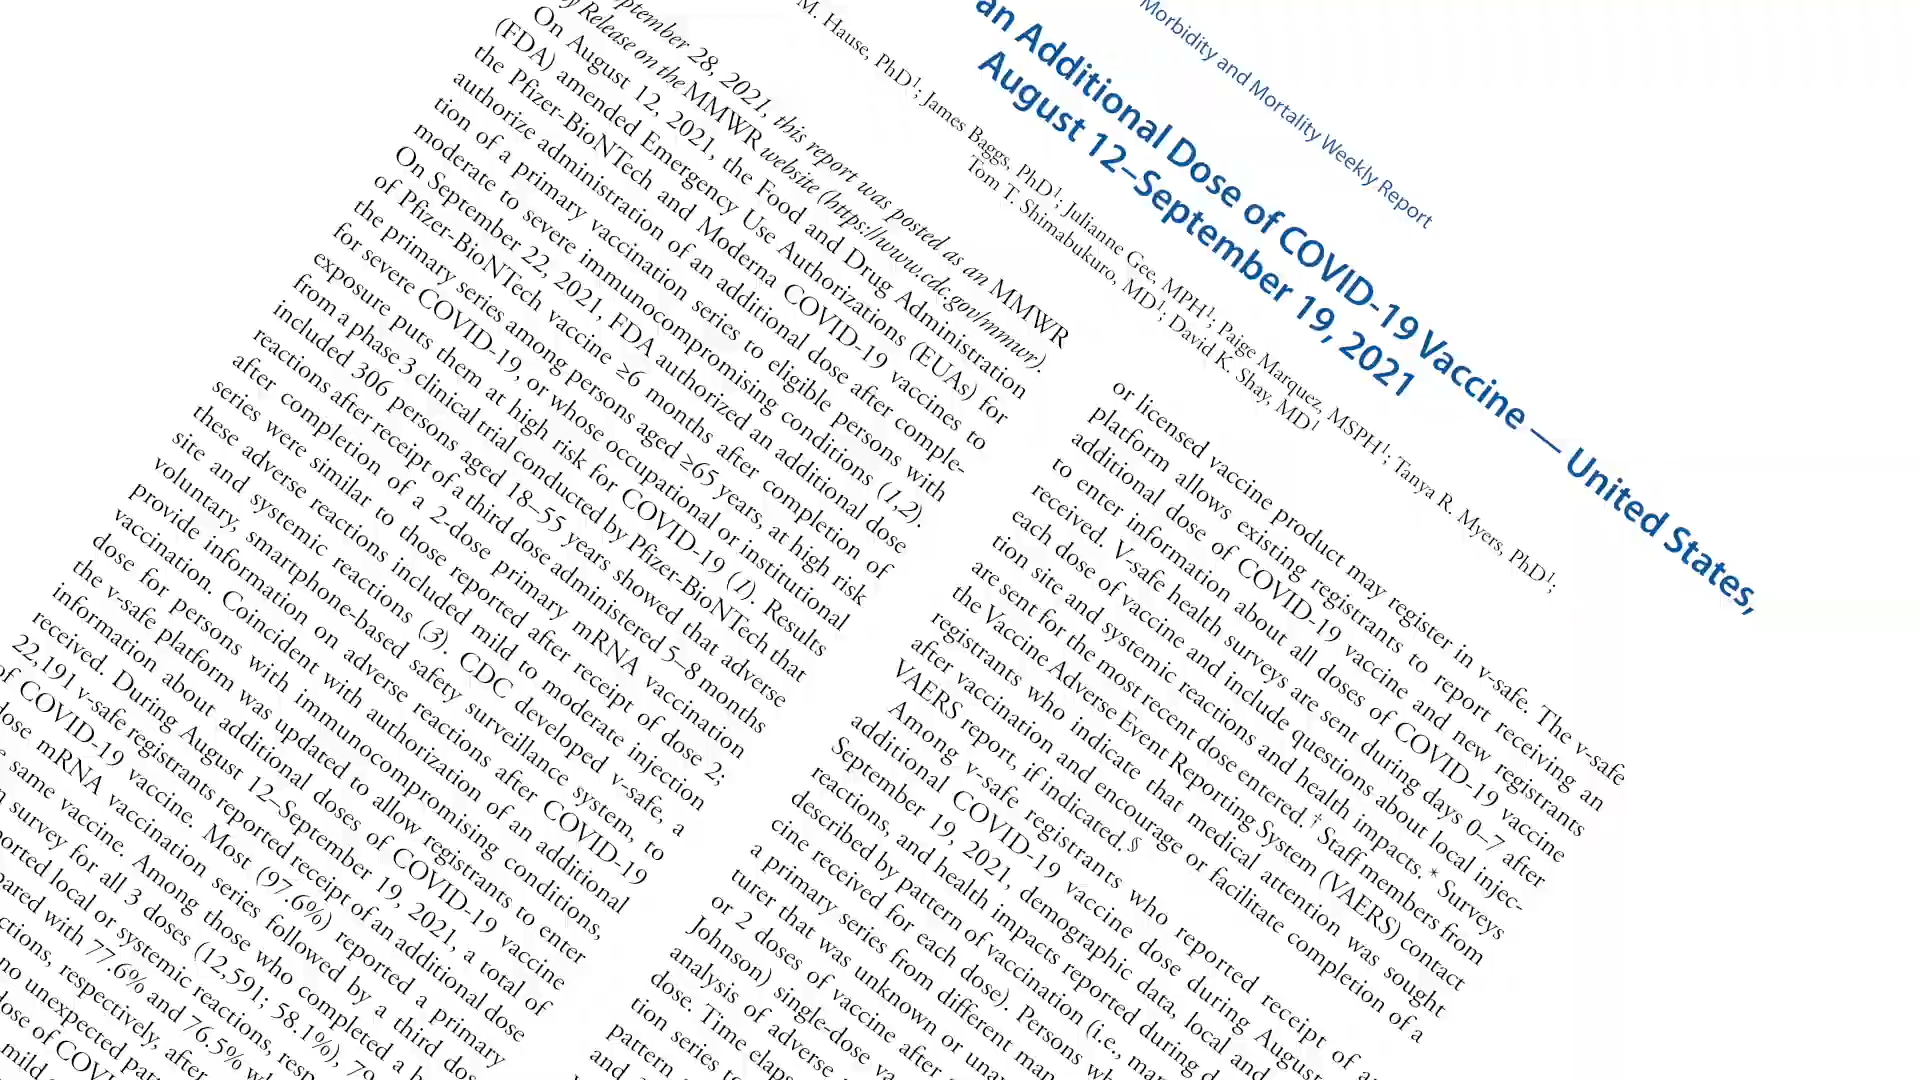 Morbidity and Mortality Weekly Report
an Additional Dose of COVID-19 Vaccine — United States,
August 12–September 19, 2021
M. Hause, PhD¹; James Baggs, PhD¹; Julianne Gee, MPH¹; Paige Marquez, MSPH¹; Tanya R. Myers, PhD¹;
Tom T. Shimabukuro, MD¹; David K. Shay, MD¹
28, 2021, this report was posted as an MMWR
Release on the MMWR website (https://www.cdc.gov/mmwr).
On August 12, 2021, the Food and Drug Administration
(FDA) amended Emergency Use Authorizations (EUAs) for
the Pfizer-BioNTech and Moderna COVID-19 vaccines to
authorize administration of an additional dose after comple-
tion of a primary vaccination series to eligible persons with
moderate to severe immunocompromising conditions (1,2).
On September 22, 2021, FDA authorized an additional dose
of Pfizer-BioNTech vaccine ≥6 months after completion of
the primary series among persons aged ≥65 years, at high risk
for severe COVID-19, or whose occupational or institutional
exposure puts them at high risk for COVID-19 (1). Results
from a phase 3 clinical trial conducted by Pfizer-BioNTech that
included 306 persons aged 18–55 years showed that adverse
reactions after receipt of a third dose administered 5–8 months
after completion of a 2-dose primary mRNA vaccination
series were similar to those reported after receipt of dose 2;
these adverse reactions included mild to moderate injection
site and systemic reactions (3). CDC developed v-safe, a
voluntary, smartphone-based safety surveillance system, to
provide information on adverse reactions after COVID-19
vaccination. Coincident with authorization of an additional
dose for persons with immunocompromising conditions,
the v-safe platform was updated to allow registrants to enter
information about additional doses of COVID-19 vaccine
received. During August 12–September 19, 2021, a total of
22,191 v-safe registrants reported receipt of an additional dose
of COVID-19 vaccine. Most (97.6%) reported a primary
dose mRNA vaccination series followed by a third
same vaccine. Among those who completed a
survey for all 3 doses (12,591; 58.1%),
local or systemic reactions,
with 77.6% and 76.5%
respectively, after
no unexpected
dose of
mild
or licensed vaccine product may register in v-safe. The v-safe
platform allows existing registrants to report receiving an
additional dose of COVID-19 vaccine and new registrants
to enter information about all doses of COVID-19 vaccine
received. V-safe health surveys are sent during days 0–7 after
each dose of vaccine and include questions about local injec-
tion site and systemic reactions and health impacts.* Surveys
are sent for the most recent dose entered.† Staff members from
the Vaccine Adverse Event Reporting System (VAERS) contact
registrants who indicate that medical attention was sought
after vaccination and encourage or facilitate completion of a
VAERS report, if indicated.§
Among v-safe registrants who reported receipt of
additional COVID-19 vaccine dose during August
September 19, 2021, demographic data, local and
reactions, and health impacts reported during
described by pattern of vaccination (i.e.,
cine received for each dose). Persons
a primary series from different
turer that was unknown or
or 2 doses of vaccine after
Johnson) single-dose
analysis of adverse
dose. Time
tion series
pattern
and